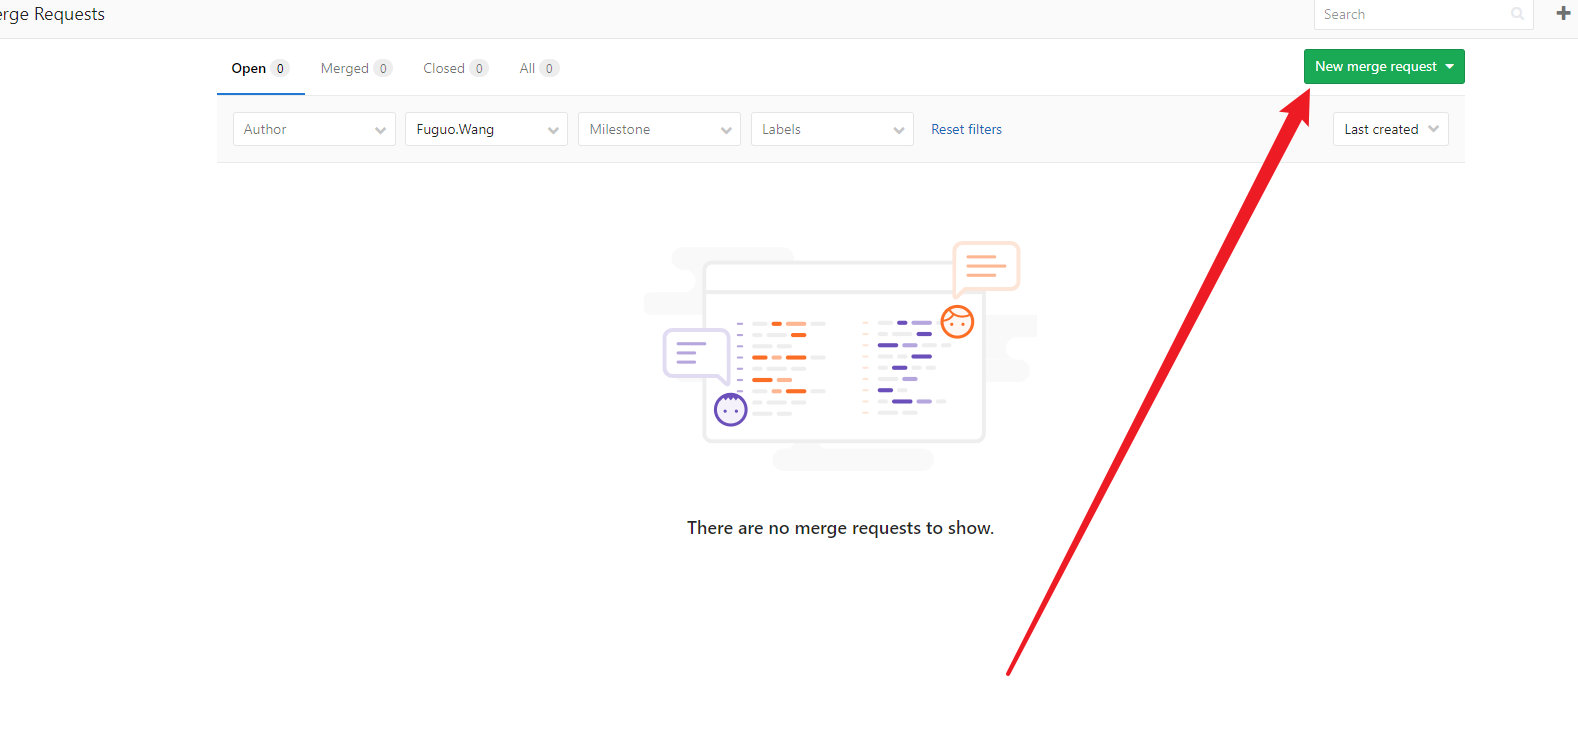 erge Requests
Search
Open 0 Merged 0 Closed 0 All 0
New merge request
Author Fuguo.Wang Milestone Labels Reset filters Last created
There are no merge requests to show.